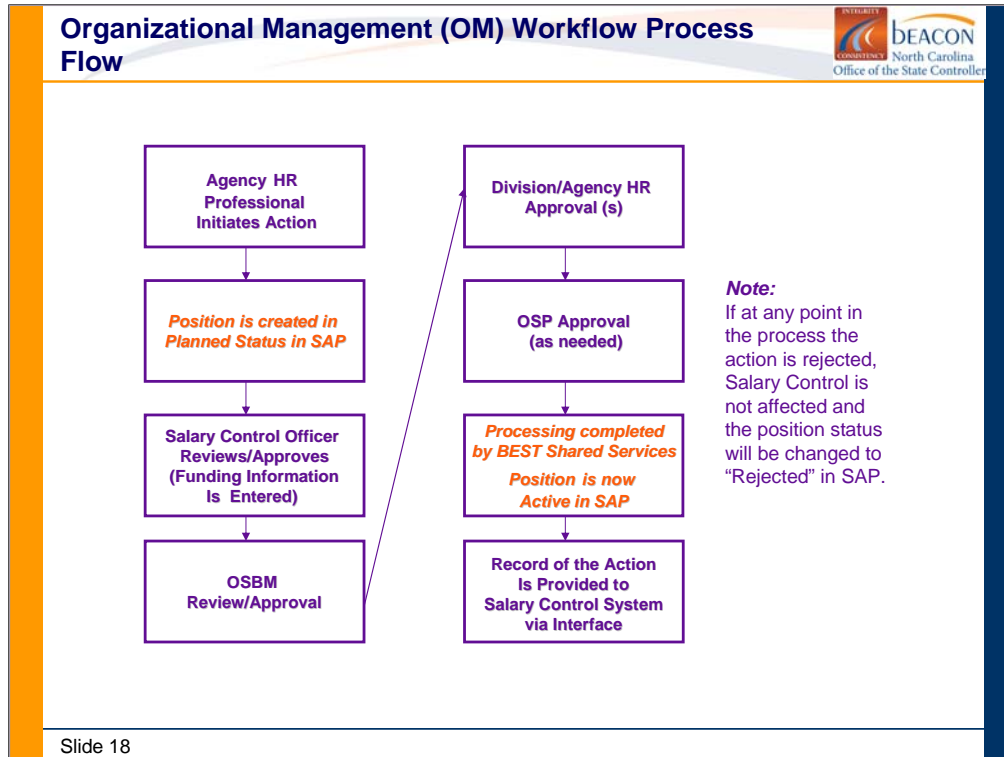 Organizational Management (OM) Workflow Process
Flow
INTEGRITY
CONSISTENCY
bEACON
North Carolina
Office of the State Controller
Agency HR
Professional
Initiates Action
Position is created in
Planned Status in SAP
Salary Control Officer
Reviews/Approves
(Funding Information
Is Entered)
OSBM
Review/Approval
Division/Agency HR
Approval (s)
OSP Approval
(as needed)
Processing completed
by BEST Shared Services
Position is now
Active in SAP
Record of the Action
Is Provided to
Salary Control System
via Interface
Note:
If at any point in
the process the
action is rejected,
Salary Control is
not affected and
the position status
will be changed to
“Rejected” in SAP.
Slide 18